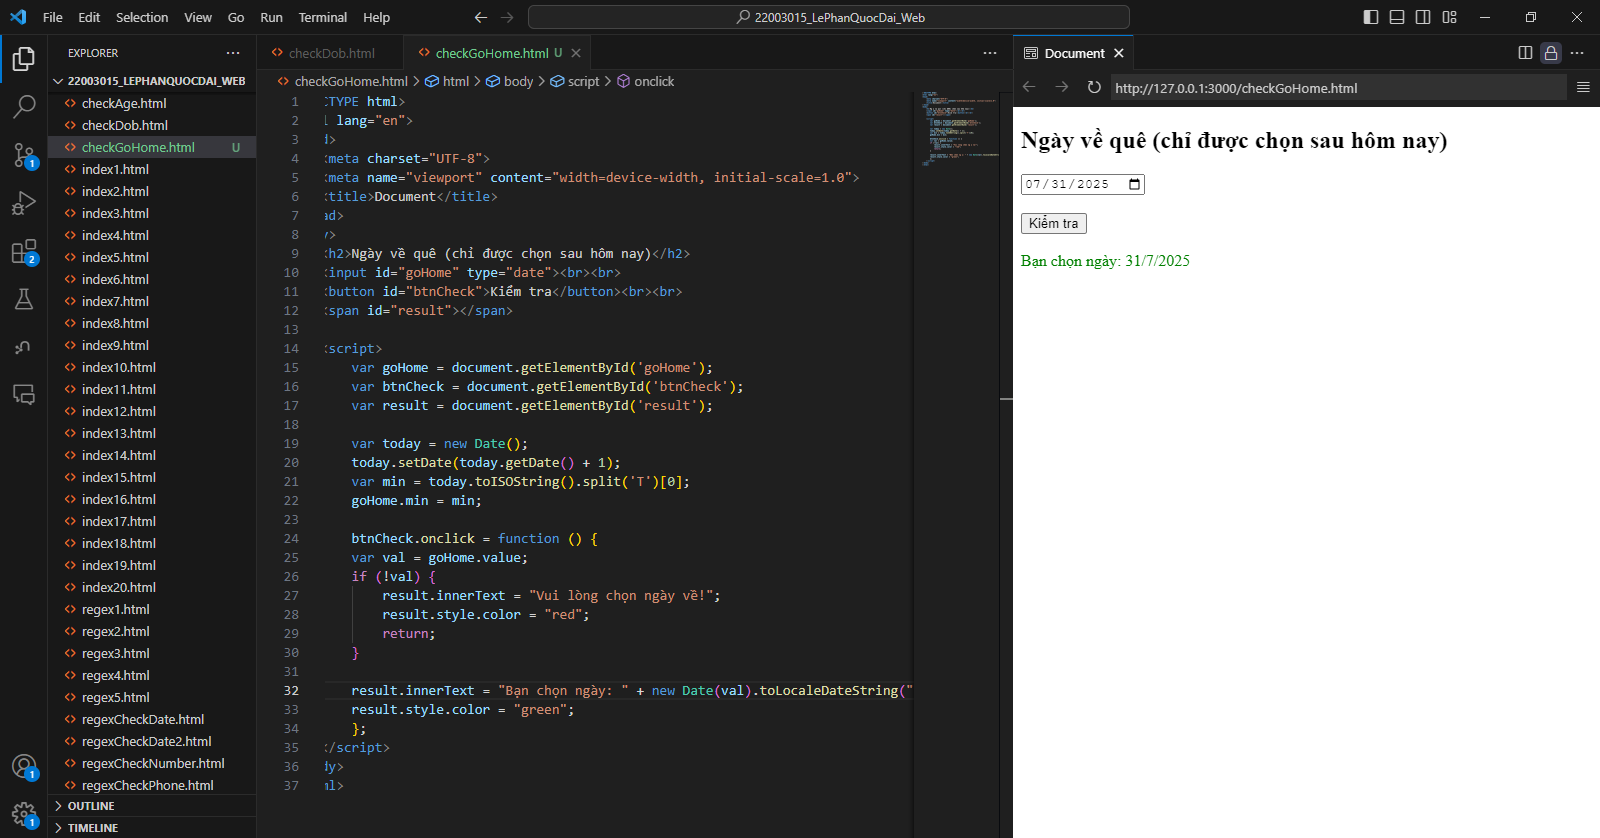 File Edit Selection View Go Run Terminal Help
22003015_LePhanQuocDai_Web
EXPLORER
22003015_LEPHANQUOCDAI_WEB
checkAge.html
checkDob.html
checkGoHome.html U
index1.html
index2.html
index3.html
index4.html
index5.html
index6.html
index7.html
index8.html
index9.html
index10.html
index11.html
index12.html
index13.html
index14.html
index15.html
index16.html
index17.html
index18.html
index19.html
index20.html
regex1.html
regex2.html
regex3.html
regex4.html
regex5.html
regexCheckDate.html
regexCheckDate2.html
regexCheckNumber.html
regexCheckPhone.html
OUTLINE
TIMELINE
1
2
1
1
checkDob.html
checkGoHome.html U
checkGoHome.html > html > body > script > onclick
1 CTYPE html>
2 l lang="en">
3 d>
4 <meta charset="UTF-8">
5 <meta name="viewport" content="width=device-width, initial-scale=1.0">
6 <title>Document</title>
7 ad>
8 y>
9 <h2>Ngày về quê (chỉ được chọn sau hôm nay)</h2>
10 <input id="goHome" type="date"><br><br>
11 <button id="btnCheck">Kiểm tra</button><br><br>
12 <span id="result"></span>
13
14 <script>
15 var goHome = document.getElementById('goHome');
16 var btnCheck = document.getElementById('btnCheck');
17 var result = document.getElementById('result');
18
19 var today = new Date();
20 today.setDate(today.getDate() + 1);
21 var min = today.toISOString().split('T')[0];
22 goHome.min = min;
23
24 btnCheck.onclick = function () {
25 var val = goHome.value;
26 if (!val) {
27 result.innerText = "Vui lòng chọn ngày về!";
28 result.style.color = "red";
29 return;
30 }
31
32 result.innerText = "Bạn chọn ngày: " + new Date(val).toLocaleDateString("
33 result.style.color = "green";
34 };
35 </script>
36 dy>
37 ml>
Document
http://127.0.0.1:3000/checkGoHome.html
Ngày về quê (chỉ được chọn sau hôm nay)
07/31/2025
Kiểm tra
Bạn chọn ngày: 31/7/2025